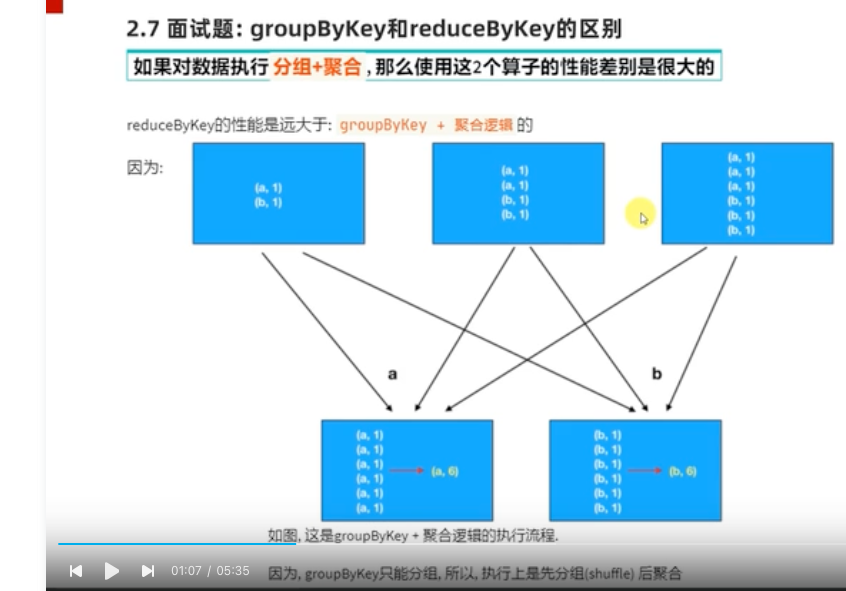 2.7 面试题: groupByKey和reduceByKey的区别
如果对数据执行 分组+聚合 , 那么使用这2个算子的性能差别是很大的
reduceByKey的性能是远大于: groupByKey + 聚合逻辑 的
因为:
(a, 1)
(b, 1)
(a, 1)
(a, 1)
(b, 1)
(b, 1)
(a, 1)
(a, 1)
(a, 1)
(b, 1)
(b, 1)
(b, 1)
a
b
(a, 1)
(a, 1)
(a, 1)
(a, 1)
(a, 1)
(a, 1)
(a, 6)
(b, 1)
(b, 1)
(b, 1)
(b, 1)
(b, 1)
(b, 1)
(b, 6)
如图, 这是groupByKey + 聚合逻辑的执行流程.
01:07 / 05:35
因为, groupByKey只能分组, 所以, 执行上是先分组(shuffle) 后聚合